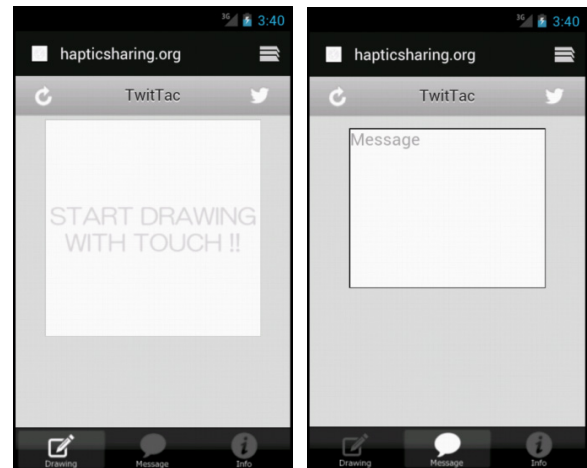 3G 3:40
hapticsharing.org
TwitTac
START DRAWING
WITH TOUCH !!
Drawing Message Info
3G 3:40
hapticsharing.org
TwitTac
Message
Drawing Message Info